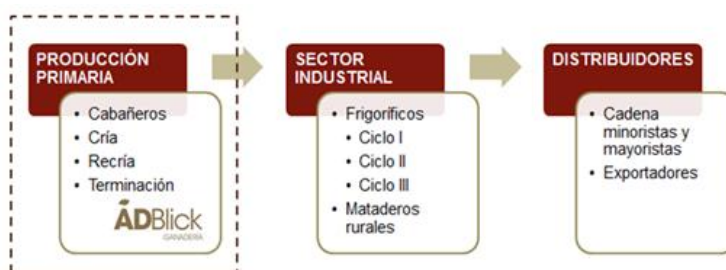 PRODUCCIÓN
PRIMARIA
• Cabañeros
• Cría
• Recría
• Terminación
ADBlick
GANADERÍA
SECTOR
INDUSTRIAL
• Frigoríficos
• Ciclo I
• Ciclo II
• Ciclo III
• Mataderos
rurales
DISTRIBUIDORES
• Cadena
minoristas y
mayoristas
• Exportadores